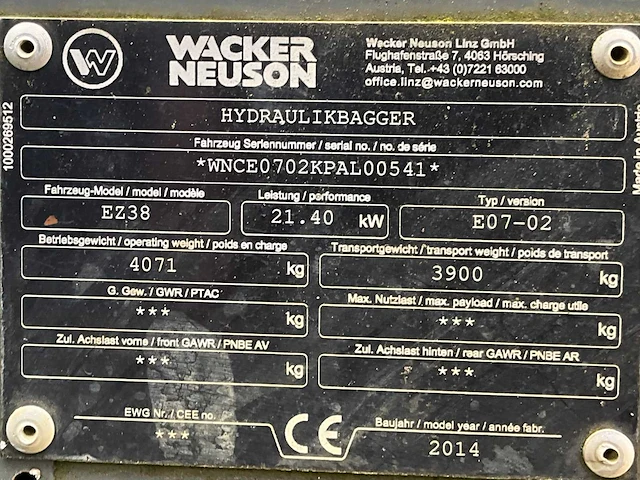 WACKER
NEUSON
Wacker Neuson Linz GmbH
Flughafenstraße 7, 4063 Hörsching
Austria, Tel.+43 (0)7221 63000
office.linz@wackerneuson.com
HYDRAULIKBAGGER
Fahrzeug Seriennummer / serial no. / no. de série
*WNCE0702KPAL00541*
Fahrzeug-Model / model / modèle
Leistung / performance
Typ / version
EZ38
21.40 kW
E07-02
Betriebsgewicht / operating weight / poids en charge
Transportgewicht / transport weight / poids de transport
4071 kg
3900 kg
G. Gew. / GWR / PTAC
Max. Nutzlast / max. payload / max. charge utile
*** kg
*** kg
Zul. Achslast vorne / front GAWR / PNBE AV
Zul. Achslast hinten / rear GAWR / PNBE AR
*** kg
*** kg
EWG Nr. / CEE no.
***
CE
Baujahr / model year / année fabr.
2014
1000269512